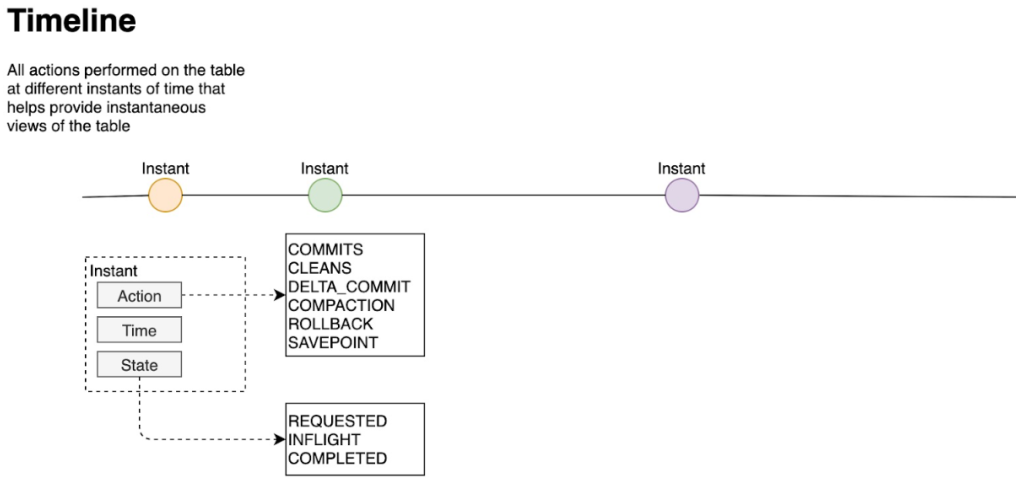 Timeline
All actions performed on the table
at different instants of time that
helps provide instantaneous
views of the table
Instant
Instant
Instant
Instant
Action
Time
State
COMMITS
CLEANS
DELTA_COMMIT
COMPACTION
ROLLBACK
SAVEPOINT
REQUESTED
INFLIGHT
COMPLETED